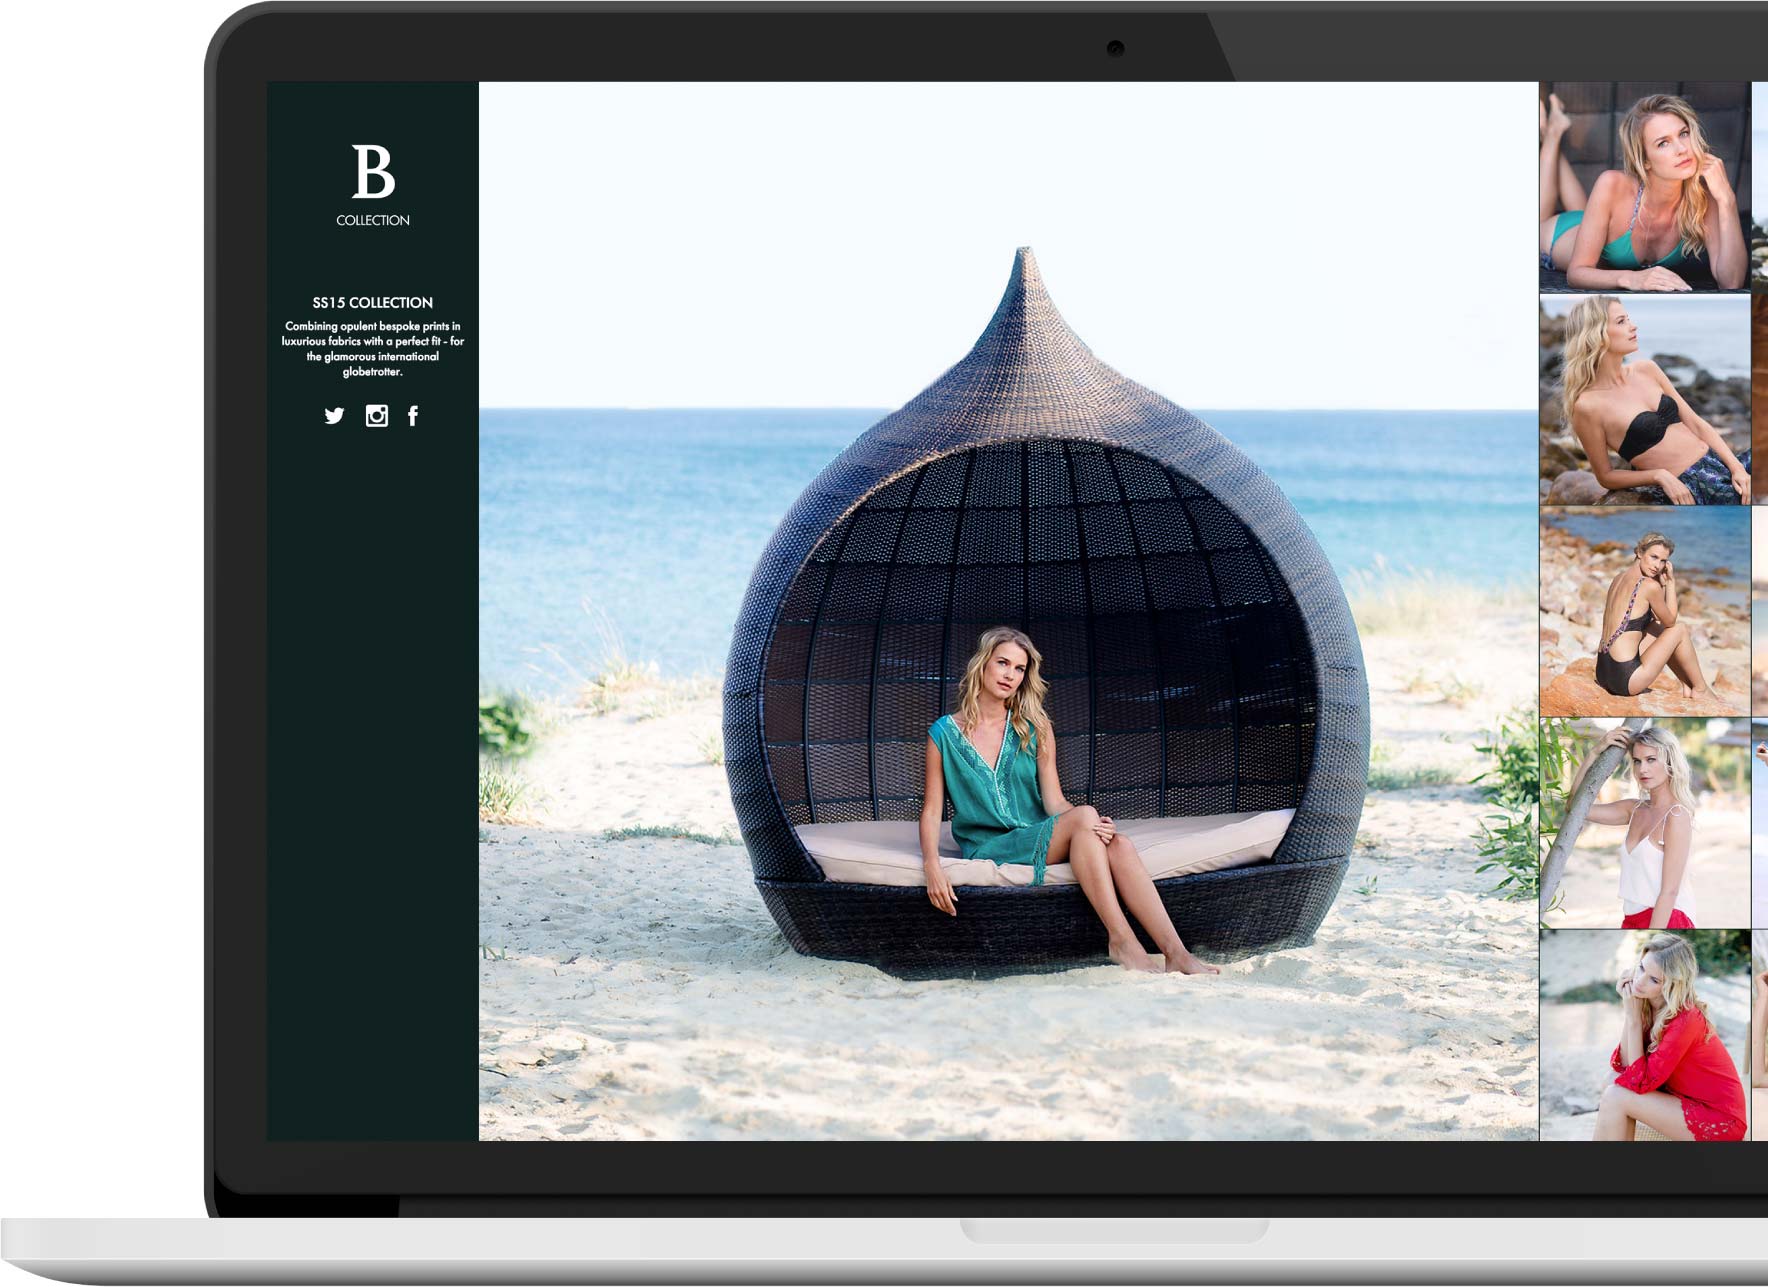 B
COLLECTION
SS15 COLLECTION
Combining opulent bespoke prints in
luxurious fabrics with a perfect fit - for
the glamorous international
globetrotter.